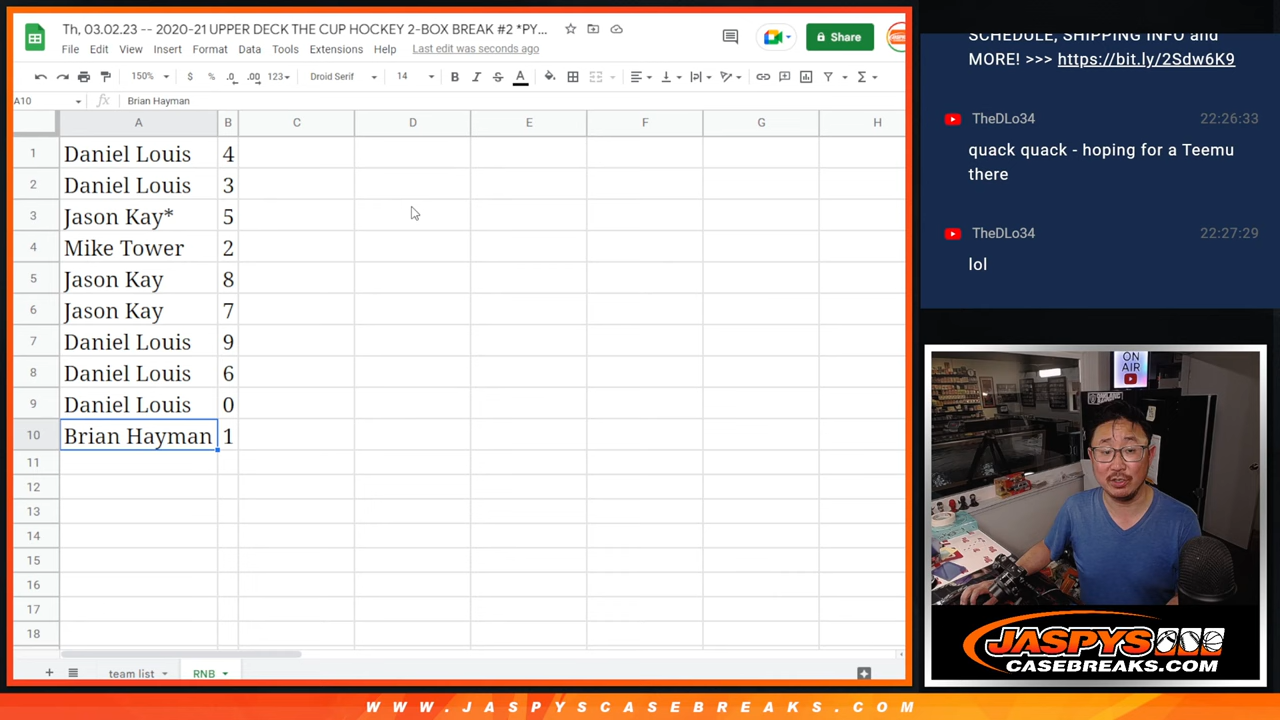 Th, 03.02.23 -- 2020-21 UPPER DECK THE CUP HOCKEY 2-BOX BREAK #2 *PY...
File Edit View Insert Format Data Tools Extensions Help Last edit was seconds ago
Share
150% $ % .0 .00 123 Droid Serif 14 B I S A
A10 fx Brian Hayman
A B C D E F G H
1 Daniel Louis 4
2 Daniel Louis 3
3 Jason Kay* 5
4 Mike Tower 2
5 Jason Kay 8
6 Jason Kay 7
7 Daniel Louis 9
8 Daniel Louis 6
9 Daniel Louis 0
10 Brian Hayman 1
11
12
13
14
15
16
17
18
team list RNB
SCHEDULE, SHIPPING INFO and
MORE! >>> https://bit.ly/2Sdw6K9
TheDLo34 22:26:33
quack quack - hoping for a Teemu
there
TheDLo34 22:27:29
lol
ON
AIR
JASPYS
CASEBREAKS.COM
WWW.JASPYSCASEBREAKS.COM